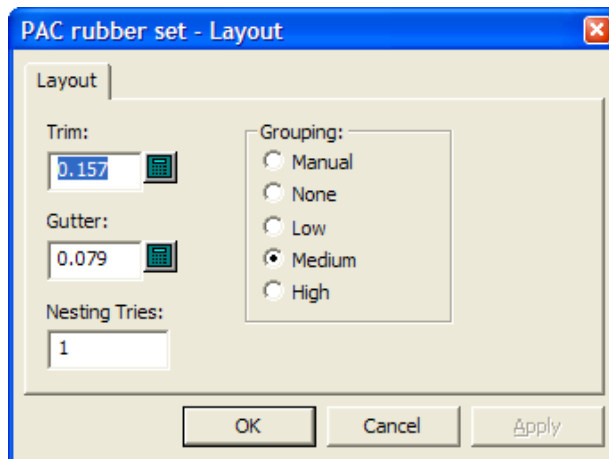 PAC rubber set - Layout
Layout
Trim:
0.157
Gutter:
0.079
Nesting Tries:
1
Grouping:
Manual
None
Low
Medium
High
OK
Cancel
Apply